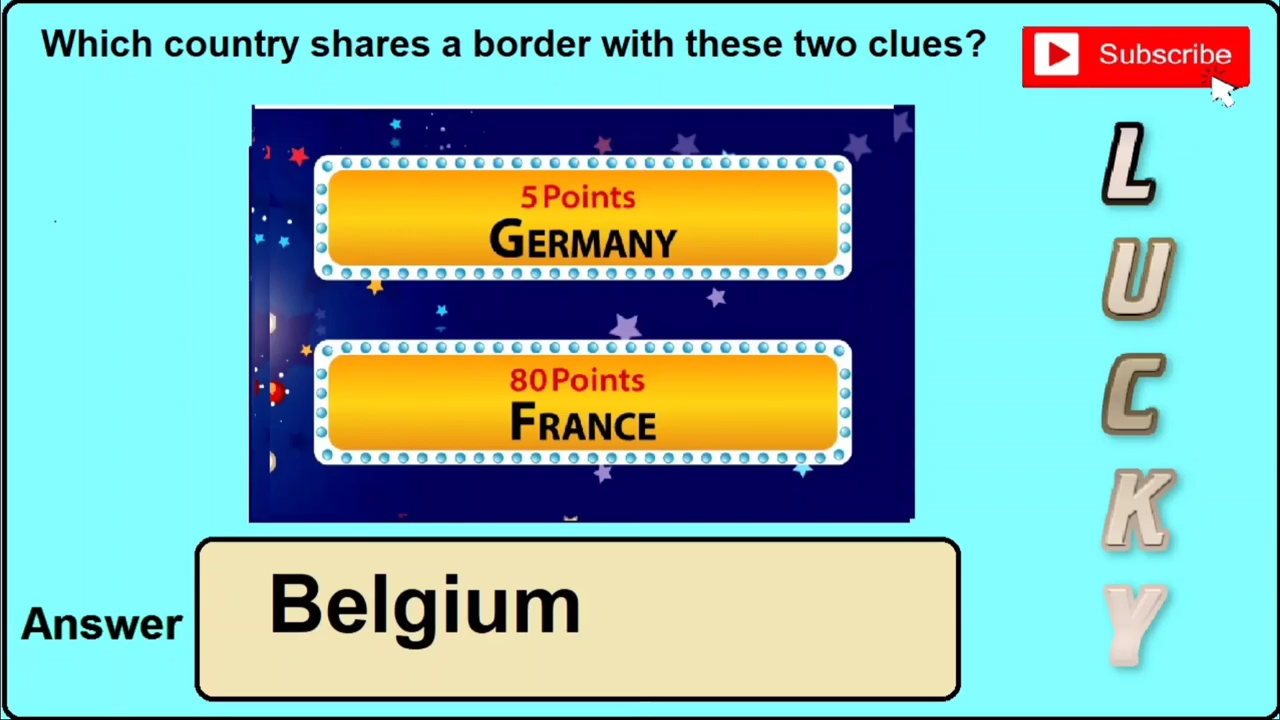 Which country shares a border with these two clues?
Subscribe
5 Points
GERMANY
80 Points
FRANCE
Answer
Belgium
L
U
C
K
Y